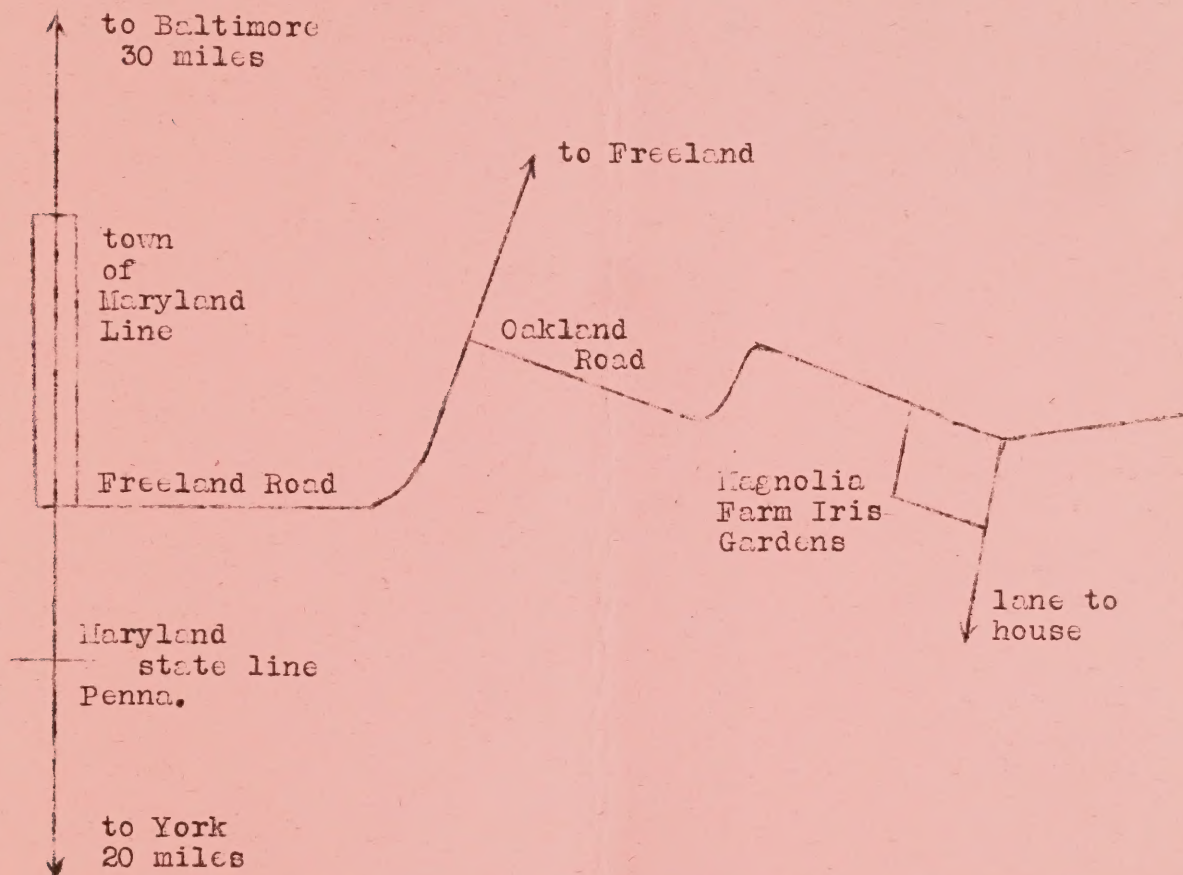 to Baltimore
30 miles
to Freeland
town
of
Maryland
Line
Oakland
Road
Freeland Road
Magnolia
Farm Iris
Gardens
lane to
house
Maryland
state line
Penna.
to York
20 miles